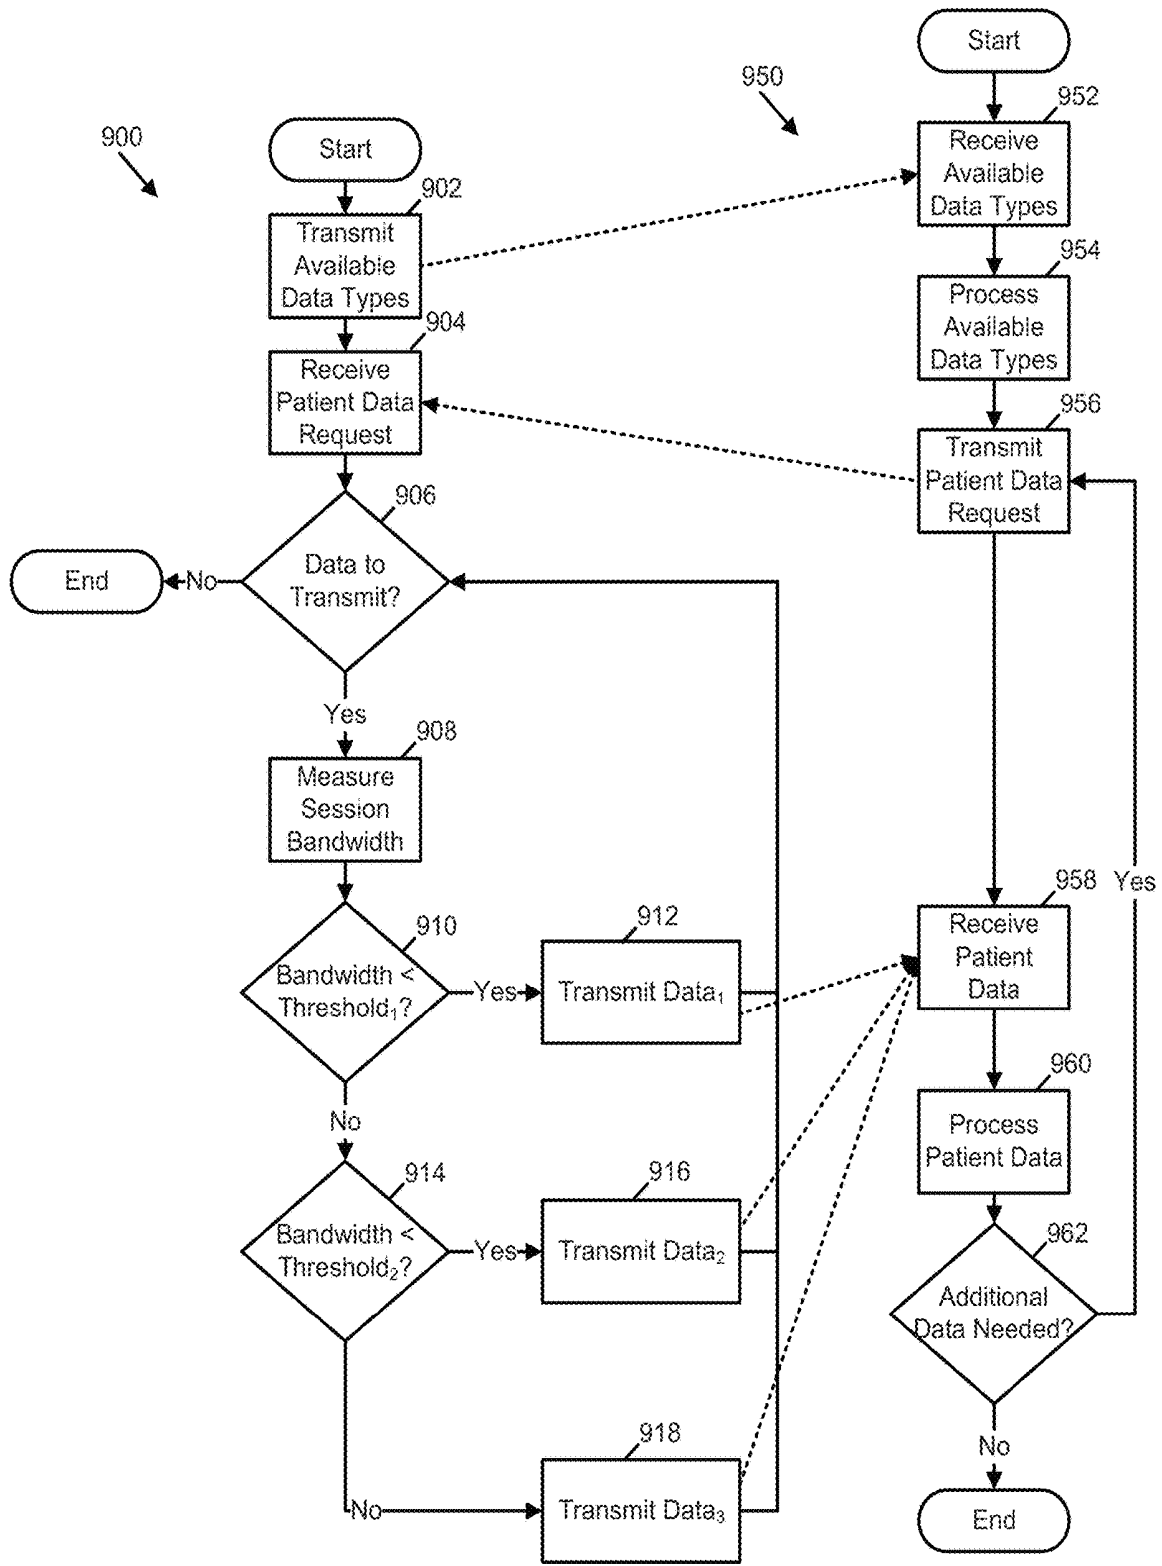 900
Start
902
Transmit
Available
Data Types
904
Receive
Patient Data
Request
906
Data to
Transmit?
No
End
Yes
908
Measure
Session
Bandwidth
910
Bandwidth <
Threshold₁?
Yes
912
Transmit Data₁
No
914
Bandwidth <
Threshold₂?
Yes
916
Transmit Data₂
No
918
Transmit Data₃
950
Start
952
Receive
Available
Data Types
954
Process
Available
Data Types
956
Transmit
Patient Data
Request
958
Receive
Patient
Data
960
Process
Patient Data
962
Additional
Data Needed?
Yes
No
End